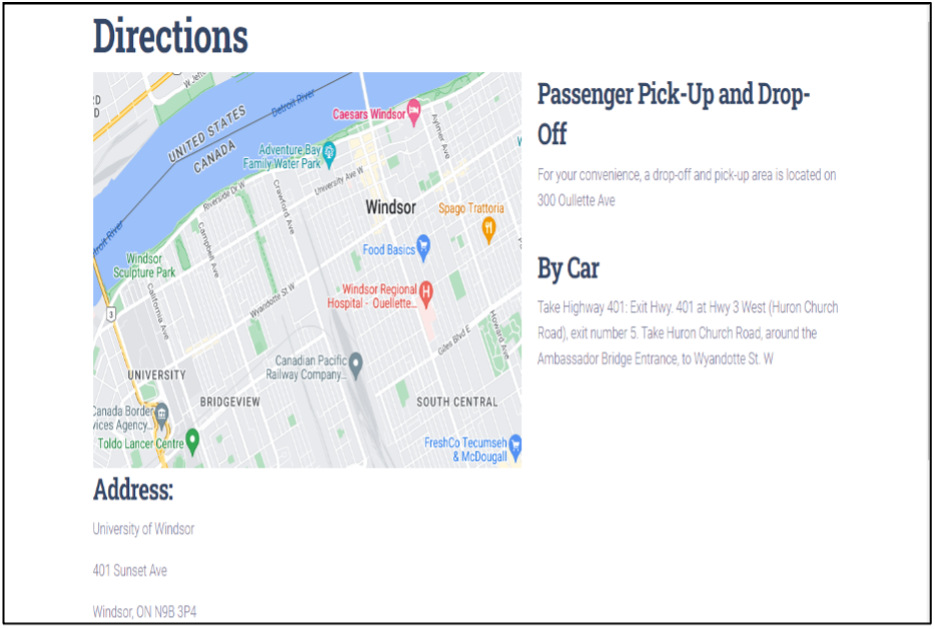 Directions
W Jef
RD
D
UNITED STATES
CANADA
Detroit River
Caesars Windsor
Aylmer Ave
Adventure Bay
Family Water Park
University Ave W
Riverside Dr W
Crawford Ave
Campbell Ave
Windsor
Spago Trattoria
Detroit River
Food Basics
Windsor
Sculpture Park
California Ave
Windsor Regional
Hospital - Ouellette...
Wyandotte St W
3
Howard Ave
Giles Blvd E
Canadian Pacific
Railway Company...
UNIVERSITY
BRIDGEVIEW
SOUTH CENTRAL
Canada Border
vices Agency...
Toldo Lancer Centre
FreshCo Tecumseh
& McDougall
Address:
University of Windsor
401 Sunset Ave
Windsor, ON N9B 3P4
Passenger Pick-Up and Drop-
Off
For your convenience, a drop-off and pick-up area is located on
300 Oullette Ave
By Car
Take Highway 401: Exit Hwy. 401 at Hwy 3 West (Huron Church
Road), exit number 5. Take Huron Church Road, around the
Ambassador Bridge Entrance, to Wyandotte St. W